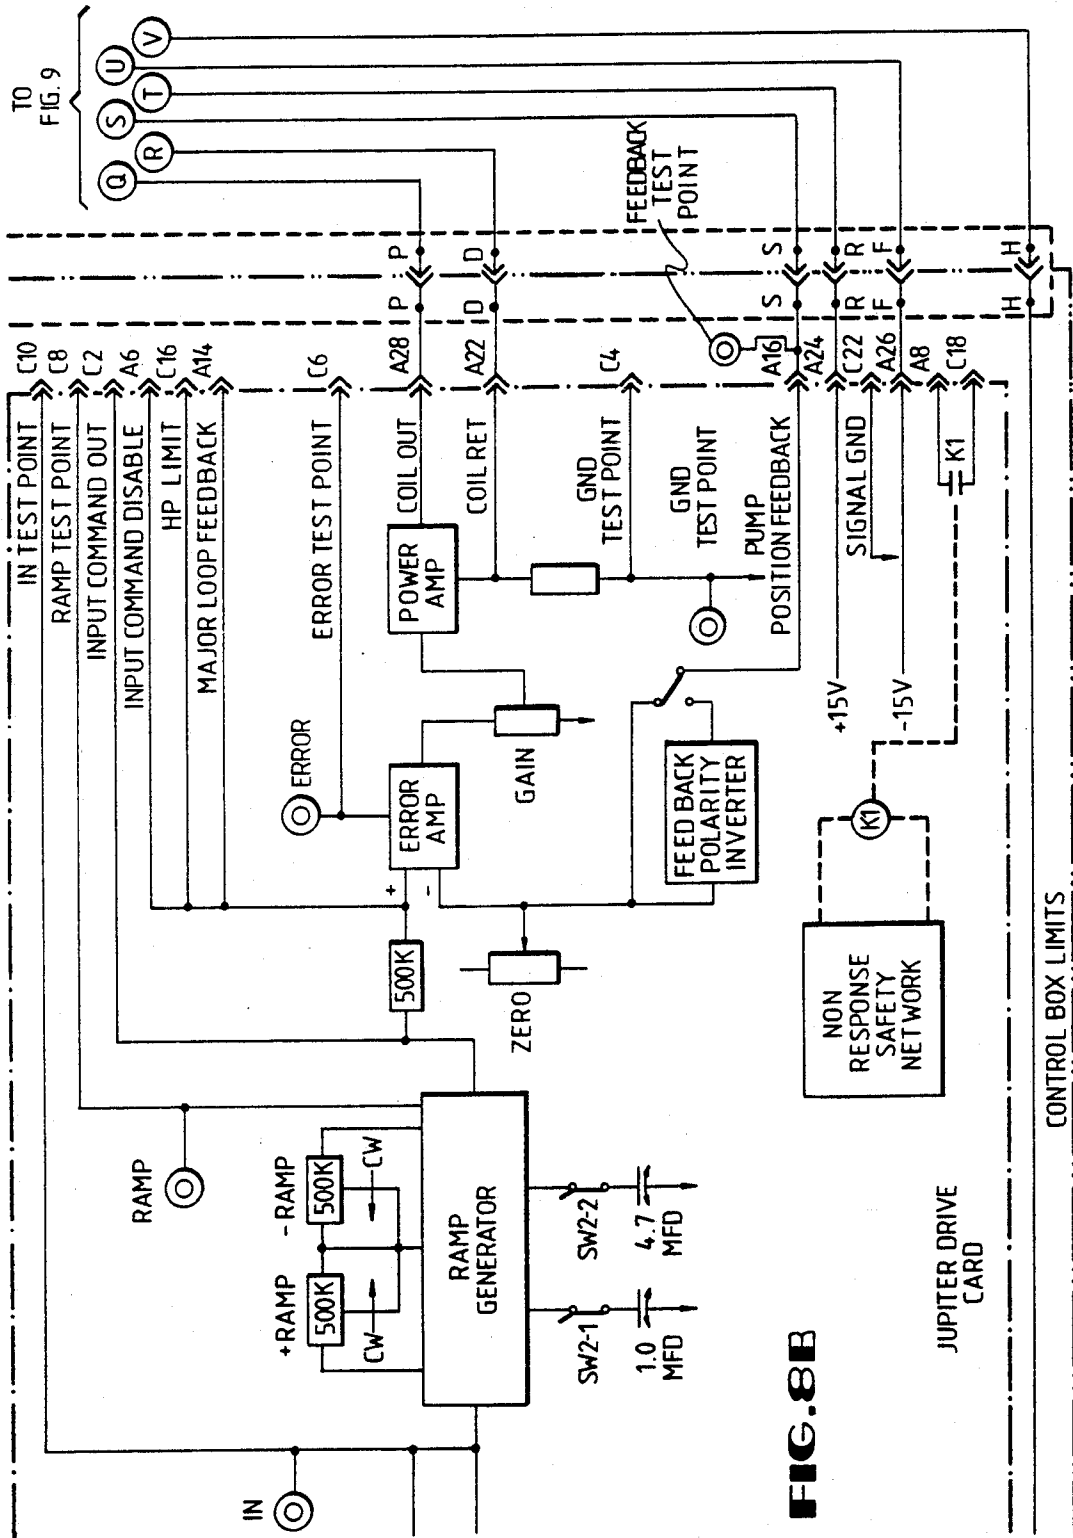 TO
FIG. 9
Q
R
S
T
U
V
P
D
S
R
F
H
P
D
S
R
F
H
FEEDBACK
TEST
POINT
C10
C8
C2
A6
C16
A14
C6
A28
A22
C4
A16
A24
C22
A26
A8
C18
IN TEST POINT
RAMP TEST POINT
INPUT COMMAND OUT
INPUT COMMAND DISABLE
HP LIMIT
MAJOR LOOP FEEDBACK
ERROR TEST POINT
COIL OUT
COIL RET
GND
TEST POINT
GND
TEST POINT
PUMP
POSITION FEEDBACK
+15V
SIGNAL GND
-15V
K1
ERROR
POWER
AMP
ERROR
AMP
+
-
GAIN
FEEDBACK
POLARITY
INVERTER
K1
500K
ZERO
NON
RESPONSE
SAFETY
NETWORK
RAMP
+RAMP
500K
CW
-RAMP
500K
CW
RAMP
GENERATOR
SW2-1
1.0
MFD
SW2-2
4.7
MFD
IN
JUPITER DRIVE
CARD
CONTROL BOX LIMITS
FIG.8B